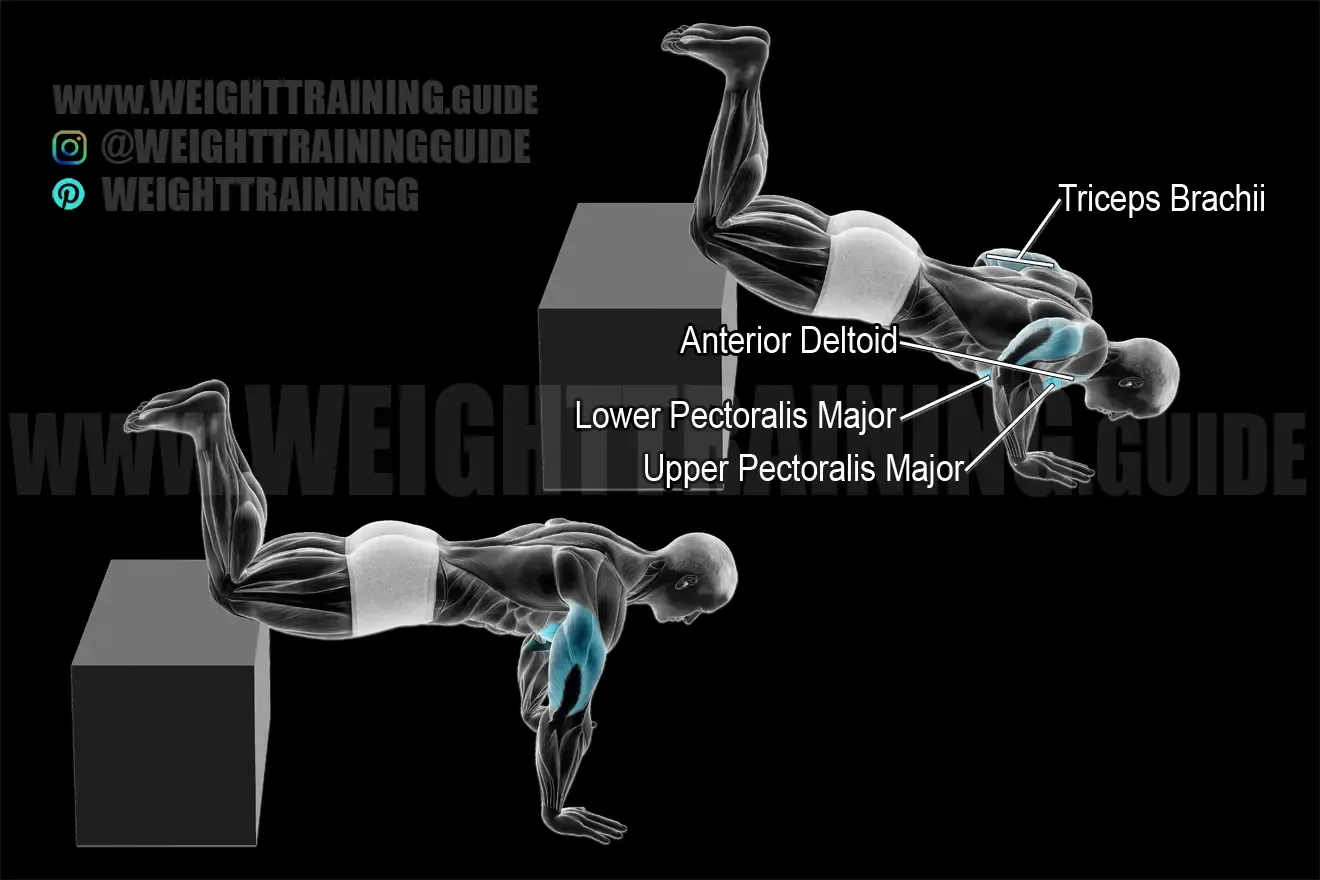 WWW.WEIGHTTRAINING.GUIDE
@WEIGHTTRAININGGUIDE
WEIGHTTRAININGG
Triceps Brachii
Anterior Deltoid
Lower Pectoralis Major
Upper Pectoralis Major
WWW.WEIGHTTRAINING.GUIDE